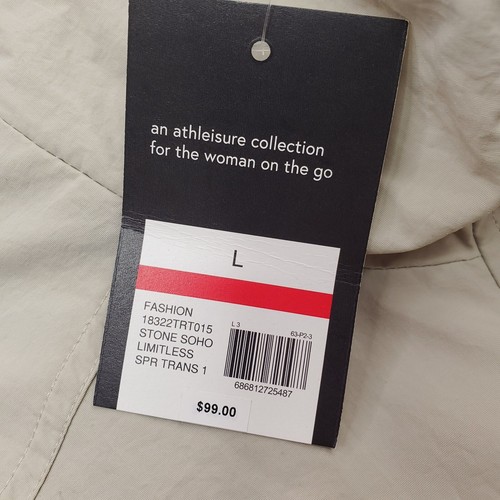 an athleisure collection
for the woman on the go
L
FASHION
18322TRT015
STONE SOHO
LIMITLESS
SPR TRANS 1
L 3
63-P2-3
686812725487
$99.00